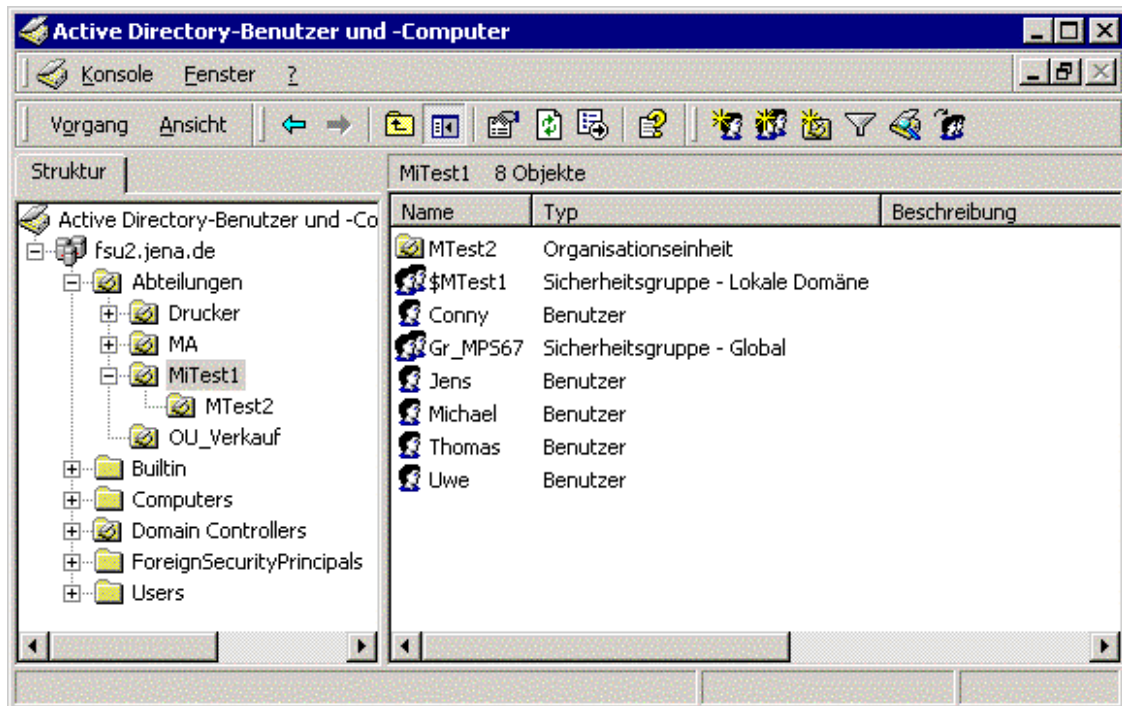 Active Directory-Benutzer und -Computer
Konsole Fenster ?
Vorgang Ansicht
Struktur
MiTest1 8 Objekte
Active Directory-Benutzer und -Co
fsu2.jena.de
Abteilungen
Drucker
MA
MiTest1
MTest2
OU_Verkauf
Builtin
Computers
Domain Controllers
ForeignSecurityPrincipals
Users
Name Typ Beschreibung
MTest2 Organisationseinheit
$MTest1 Sicherheitsgruppe - Lokale Domäne
Conny Benutzer
Gr_MPS67 Sicherheitsgruppe - Global
Jens Benutzer
Michael Benutzer
Thomas Benutzer
Uwe Benutzer